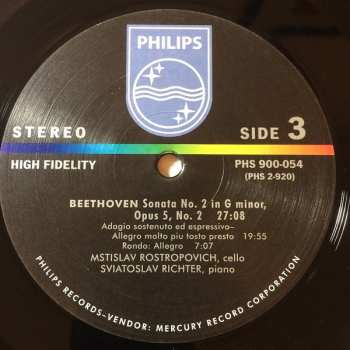 PHILIPS
STEREO
SIDE 3
HIGH FIDELITY
PHS 900-054
(PHS 2-920)
BEETHOVEN Sonata No. 2 in G minor,
Opus 5, No. 2 27:08
Adagio sostenuto ed espressivo–
Allegro molto più tosto presto 19:55
Rondo: Allegro 7:07
MSTISLAV ROSTROPOVICH, cello
SVIATOSLAV RICHTER, piano
PHILIPS RECORDS–VENDOR: MERCURY RECORD CORPORATION